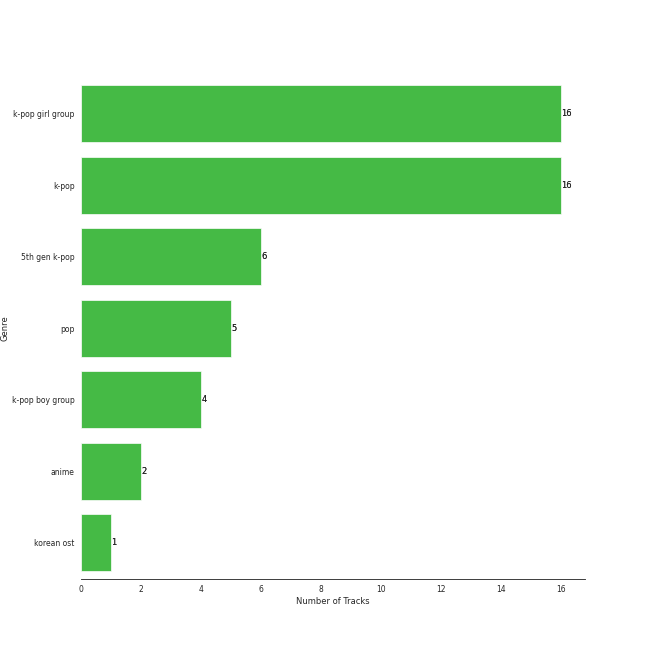 k-pop girl group 16
k-pop 16
5th gen k-pop 6
pop 5
k-pop boy group 4
anime 2
korean ost 1
Genre
0 2 4 6 8 10 12 14 16
Number of Tracks